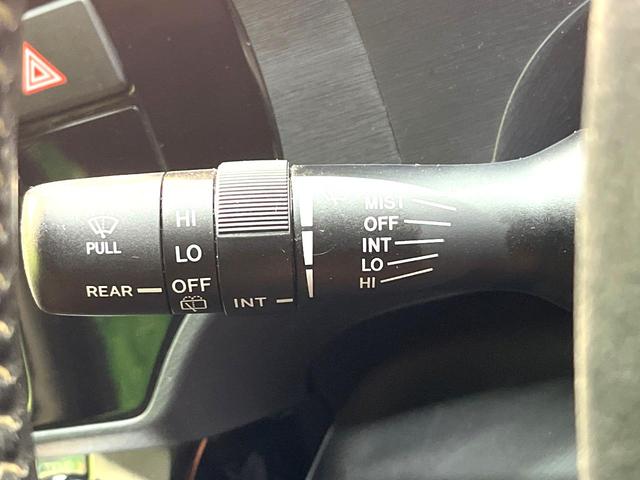 PULL
REAR
HI
LO
OFF
INT
MIST
OFF
INT
LO
HI